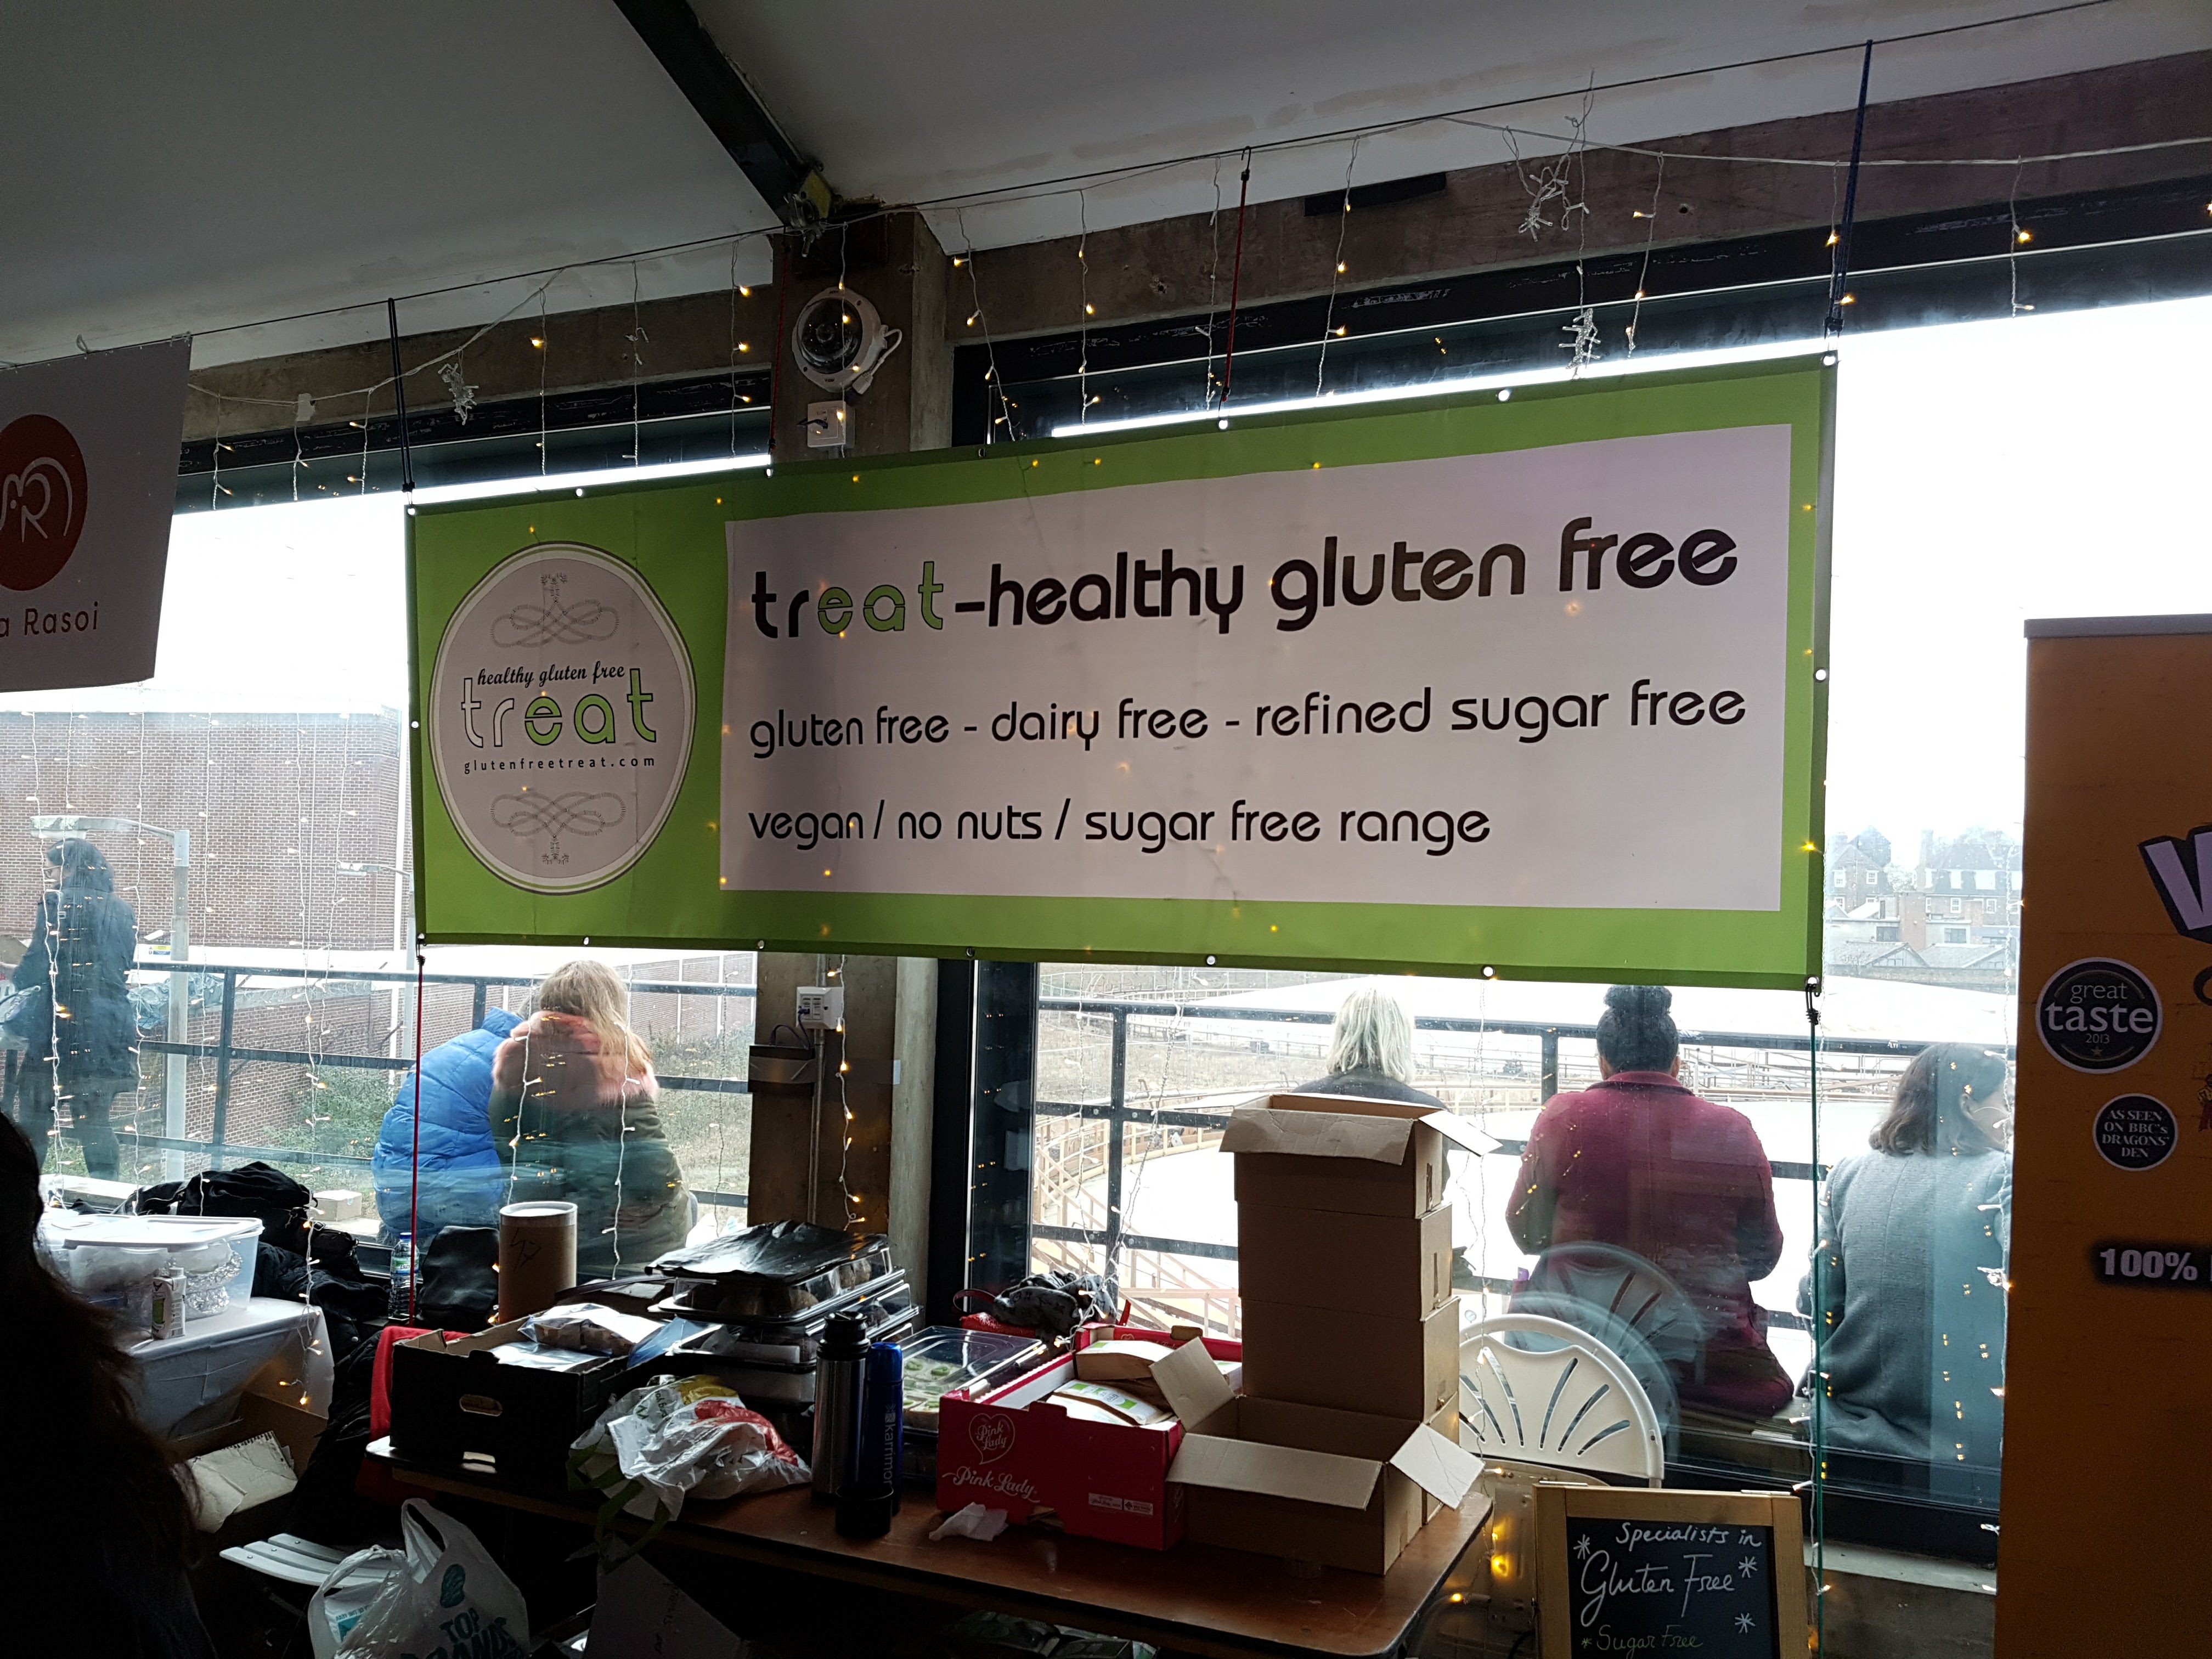 Rasoi
healthy gluten free
treat
glutenfreetreat.com
treat-healthy gluten free
gluten free - dairy free - refined sugar free
vegan / no nuts / sugar free range
great
taste
2013
AS SEEN
ON BBC's
DRAGONS'
DEN
100%
Pink
Lady
Pink Lady
karrimor
TOP
Specialists in
Gluten Free
Sugar Free